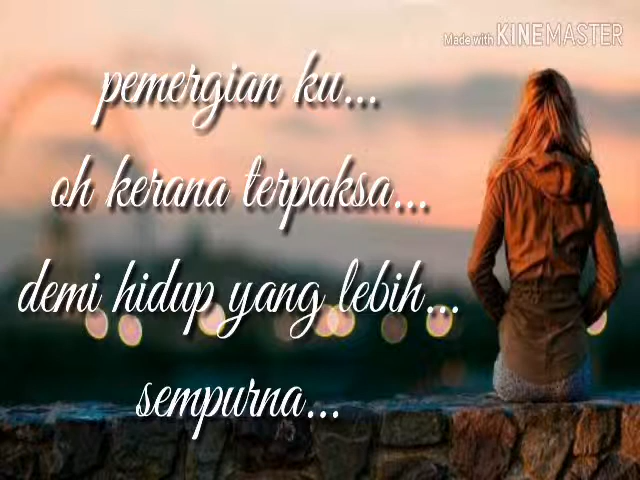 Made with KINEMASTER
pemergian ku...
oh kerana terpaksa...
demi hidup yang lebih...
sempurna...